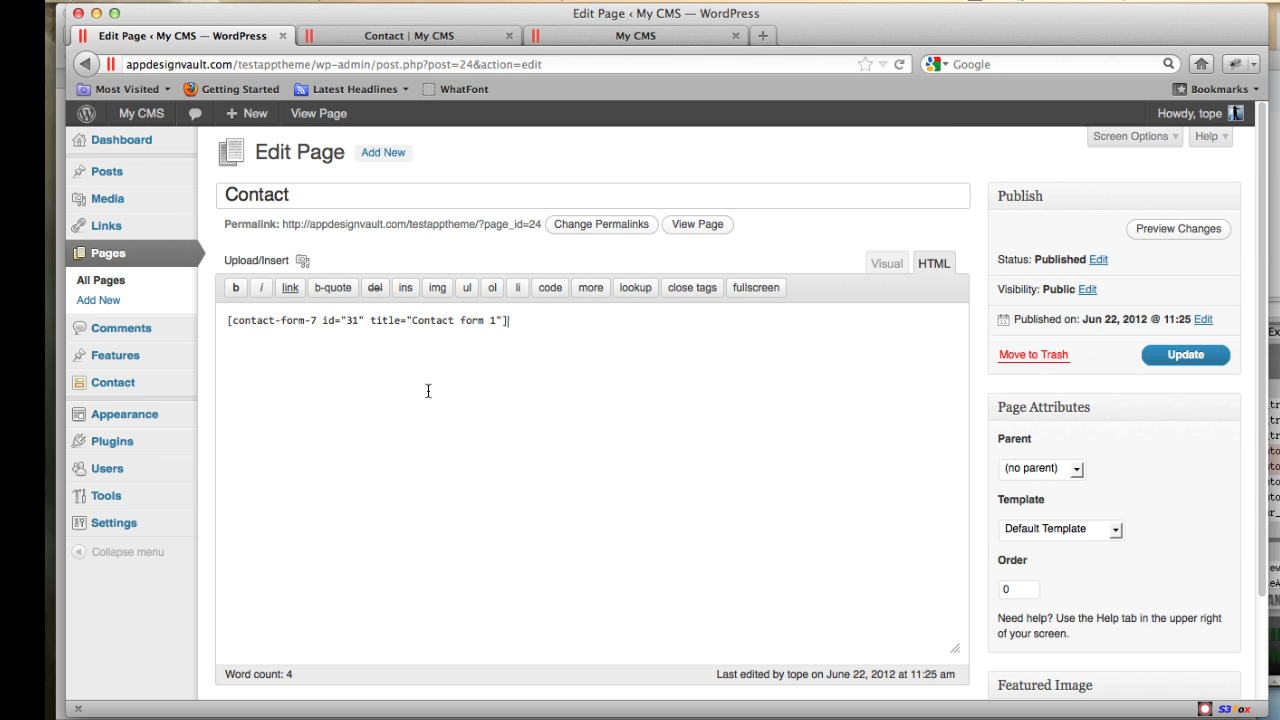 Edit Page ‹ My CMS — WordPress
Edit Page ‹ My CMS — WordPress
Contact | My CMS
My CMS
appdesignvault.com/testapptheme/wp-admin/post.php?post=24&action=edit
Google
Most Visited
Getting Started
Latest Headlines
WhatFont
Bookmarks
My CMS
+ New
View Page
Howdy, tope
Dashboard
Posts
Media
Links
Pages
All Pages
Add New
Comments
Features
Contact
Appearance
Plugins
Users
Tools
Settings
Collapse menu
Screen Options
Help
Edit Page
Add New
Contact
Permalink: http://appdesignvault.com/testapptheme/?page_id=24
Change Permalinks
View Page
Upload/Insert
Visual
HTML
b
i
link
b-quote
del
ins
img
ul
ol
li
code
more
lookup
close tags
fullscreen
[contact-form-7 id="31" title="Contact form 1"]
Word count: 4
Last edited by tope on June 22, 2012 at 11:25 am
Publish
Preview Changes
Status: Published Edit
Visibility: Public Edit
Published on: Jun 22, 2012 @ 11:25 Edit
Move to Trash
Update
Page Attributes
Parent
(no parent)
Template
Default Template
Order
0
Need help? Use the Help tab in the upper right
of your screen.
Featured Image
S3Fox